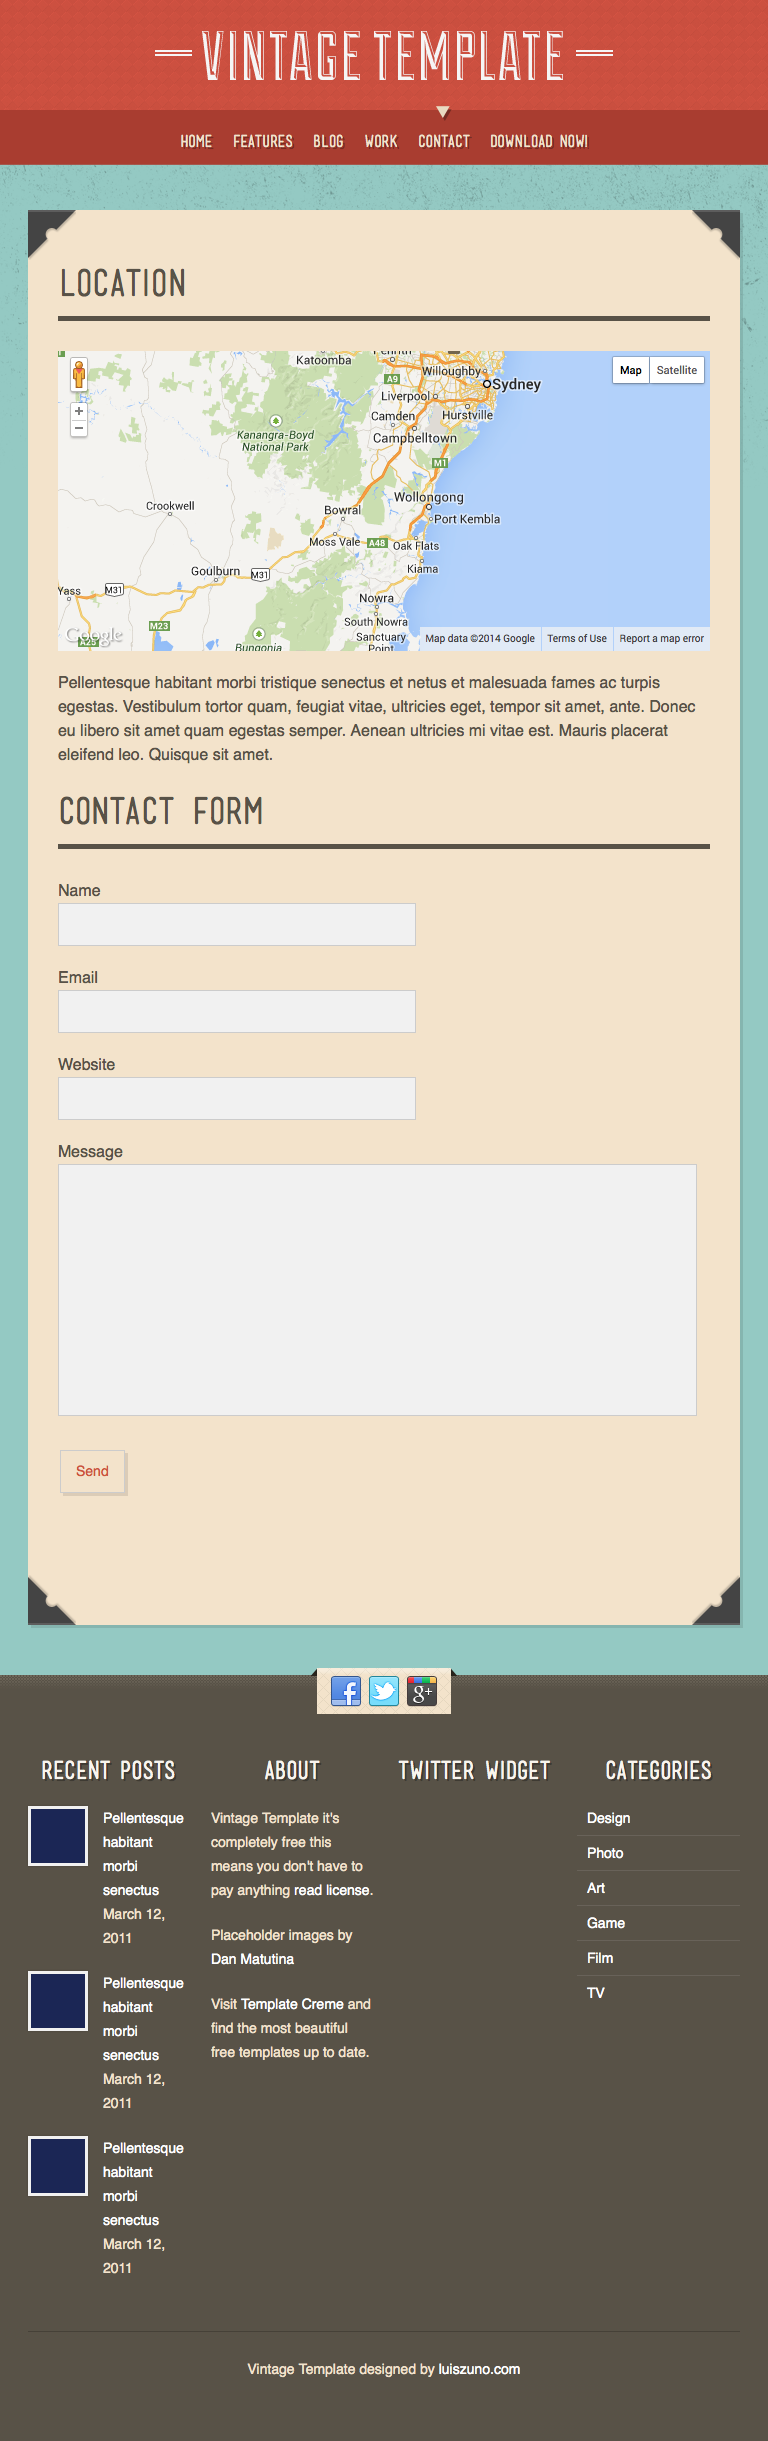 VINTAGE TEMPLATE
HOME FEATURES BLOG WORK CONTACT DOWNLOAD NOW!
LOCATION
Katoomba
Penrith
Willoughby
A9
Sydney
Map Satellite
Liverpool
Camden
Hurstville
Kanangra-Boyd
National Park
Campbelltown
M1
Crookwell
Wollongong
Bowral
Port Kembla
Moss Vale
A48
Oak Flats
Goulburn
M31
Kiama
Yass
M31
Nowra
M23
South Nowra
Google
A25
Bungonia
Sanctuary
Point
Map data ©2014 Google
Terms of Use
Report a map error
Pellentesque habitant morbi tristique senectus et netus et malesuada fames ac turpis
egestas. Vestibulum tortor quam, feugiat vitae, ultricies eget, tempor sit amet, ante. Donec
eu libero sit amet quam egestas semper. Aenean ultricies mi vitae est. Mauris placerat
eleifend leo. Quisque sit amet.
CONTACT FORM
Name
Email
Website
Message
Send
f
g+
RECENT POSTS
Pellentesque
habitant
morbi
senectus
March 12,
2011
Pellentesque
habitant
morbi
senectus
March 12,
2011
Pellentesque
habitant
morbi
senectus
March 12,
2011
ABOUT
Vintage Template it's
completely free this
means you don't have to
pay anything read license.
Placeholder images by
Dan Matutina
Visit Template Creme and
find the most beautiful
free templates up to date.
TWITTER WIDGET
CATEGORIES
Design
Photo
Art
Game
Film
TV
Vintage Template designed by luiszuno.com